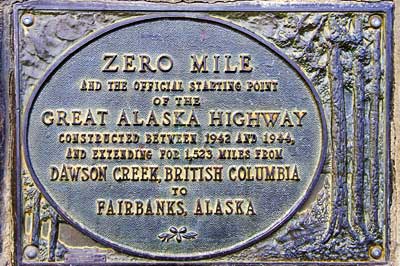 ZERO MILE
AND THE OFFICIAL STARTING POINT
OF THE
GREAT ALASKA HIGHWAY
CONSTRUCTED BETWEEN 1942 AND 1944,
AND EXTENDING FOR 1,523 MILES FROM
DAWSON CREEK, BRITISH COLUMBIA
TO
FAIRBANKS, ALASKA